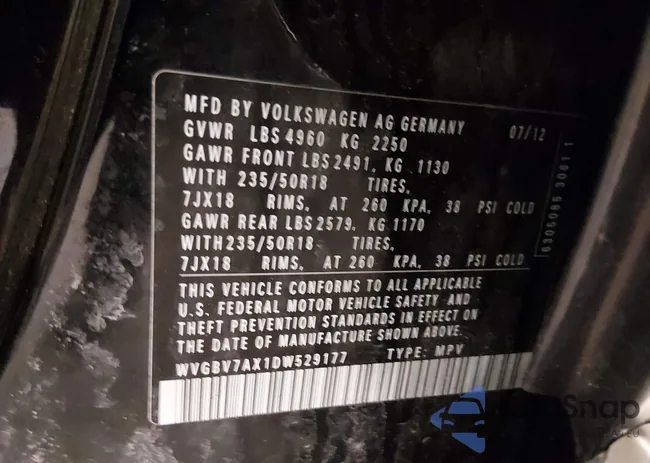 MFD BY VOLKSWAGEN AG GERMANY 07/12
GVWR LBS 4960 KG 2250
GAWR FRONT LBS 2491, KG 1130
WITH 235/50R18 TIRES,
7JX18 RIMS, AT 260 KPA, 38 PSI COLD
GAWR REAR LBS 2579, KG 1170
WITH 235/50R18 TIRES,
7JX18 RIMS, AT 260 KPA, 38 PSI COLD
THIS VEHICLE CONFORMS TO ALL APPLICABLE
U.S. FEDERAL MOTOR VEHICLE SAFETY AND
THEFT PREVENTION STANDARDS IN EFFECT ON
THE DATE OF MANUFACTURE SHOWN ABOVE.
WVGBV7AX1DW529177 TYPE: MPV
Snap